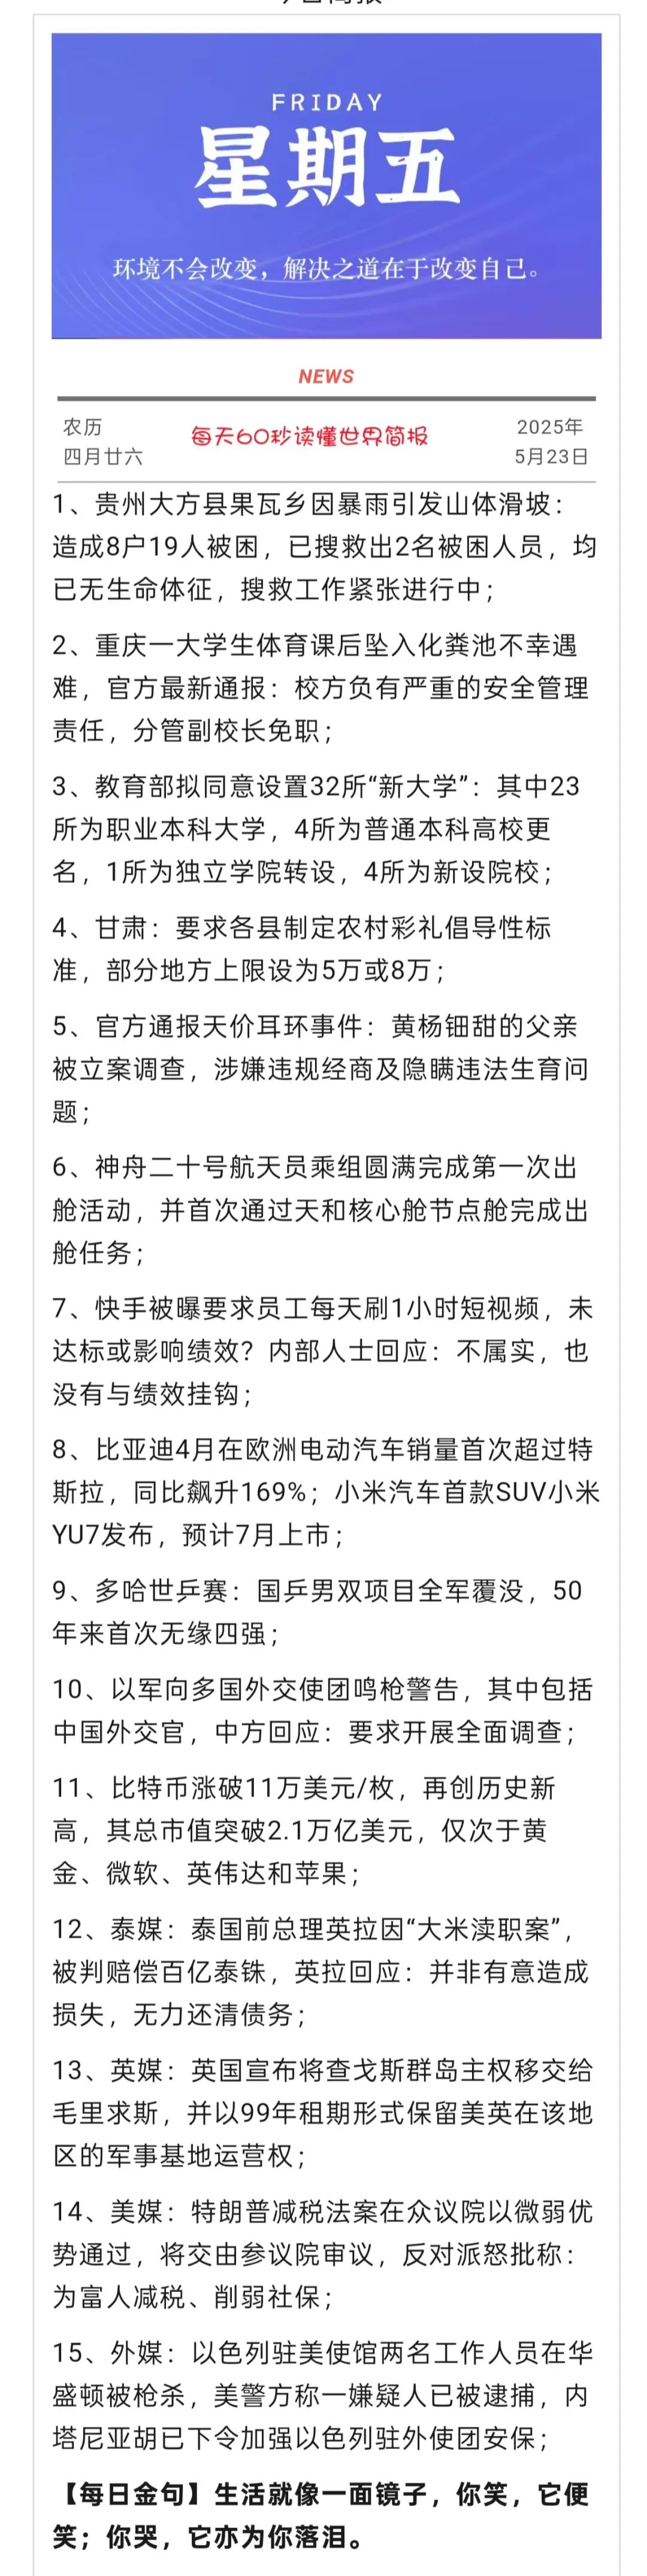 FRIDAY
星期五
环境不会改变，解决之道在于改变自己。
NEWS
农历
四月廿六
每天60秒读懂世界简报
2025年
5月23日
1、贵州大方县果瓦乡因暴雨引发山体滑坡：
造成8户19人被困，已搜救出2名被困人员，均
已无生命体征，搜救工作紧张进行中；
2、重庆一大学生体育课后坠入化粪池不幸遇
难，官方最新通报：校方负有严重的安全管理
责任，分管副校长免职；
3、教育部拟同意设置32所“新大学”：其中23
所为职业本科大学，4所为普通本科高校更
名，1所为独立学院转设，4所为新设院校；
4、甘肃：要求各县制定农村彩礼倡导性标
准，部分地方上限设为5万或8万；
5、官方通报天价耳环事件：黄杨钿甜的父亲
被立案调查，涉嫌违规经商及隐瞒违法生育问
题；
6、神舟二十号航天员乘组圆满完成第一次出
舱活动，并首次通过天和核心舱节点舱完成出
舱任务；
7、快手被曝要求员工每天刷1小时短视频，未
达标或影响绩效？内部人士回应：不属实，也
没有与绩效挂钩；
8、比亚迪4月在欧洲电动汽车销量首次超过特
斯拉，同比飙升169%；小米汽车首款SUV小米
YU7发布，预计7月上市；
9、多哈世乒赛：国乒男双项目全军覆没，50
年来首次无缘四强；
10、以军向多国外交使团鸣枪警告，其中包括
中国外交官，中方回应：要求开展全面调查；
11、比特币涨破11万美元/枚，再创历史新
高，其总市值突破2.1万亿美元，仅次于黄
金、微软、英伟达和苹果；
12、泰媒：泰国前总理英拉因“大米渎职案”，
被判赔偿百亿泰铢，英拉回应：并非有意造成
损失，无力还清债务；
13、英媒：英国宣布将查戈斯群岛主权移交给
毛里求斯，并以99年租期形式保留美英在该地
区的军事基地运营权；
14、美媒：特朗普减税法案在众议院以微弱优
势通过，将交由参议院审议，反对派怒批称：
为富人减税、削弱社保；
15、外媒：以色列驻美使馆两名工作人员在华
盛顿被枪杀，美警方称一嫌疑人已被逮捕，内
塔尼亚胡已下令加强以色列驻外使团安保；
【每日金句】生活就像一面镜子，你笑，它便
笑；你哭，它亦为你落泪。